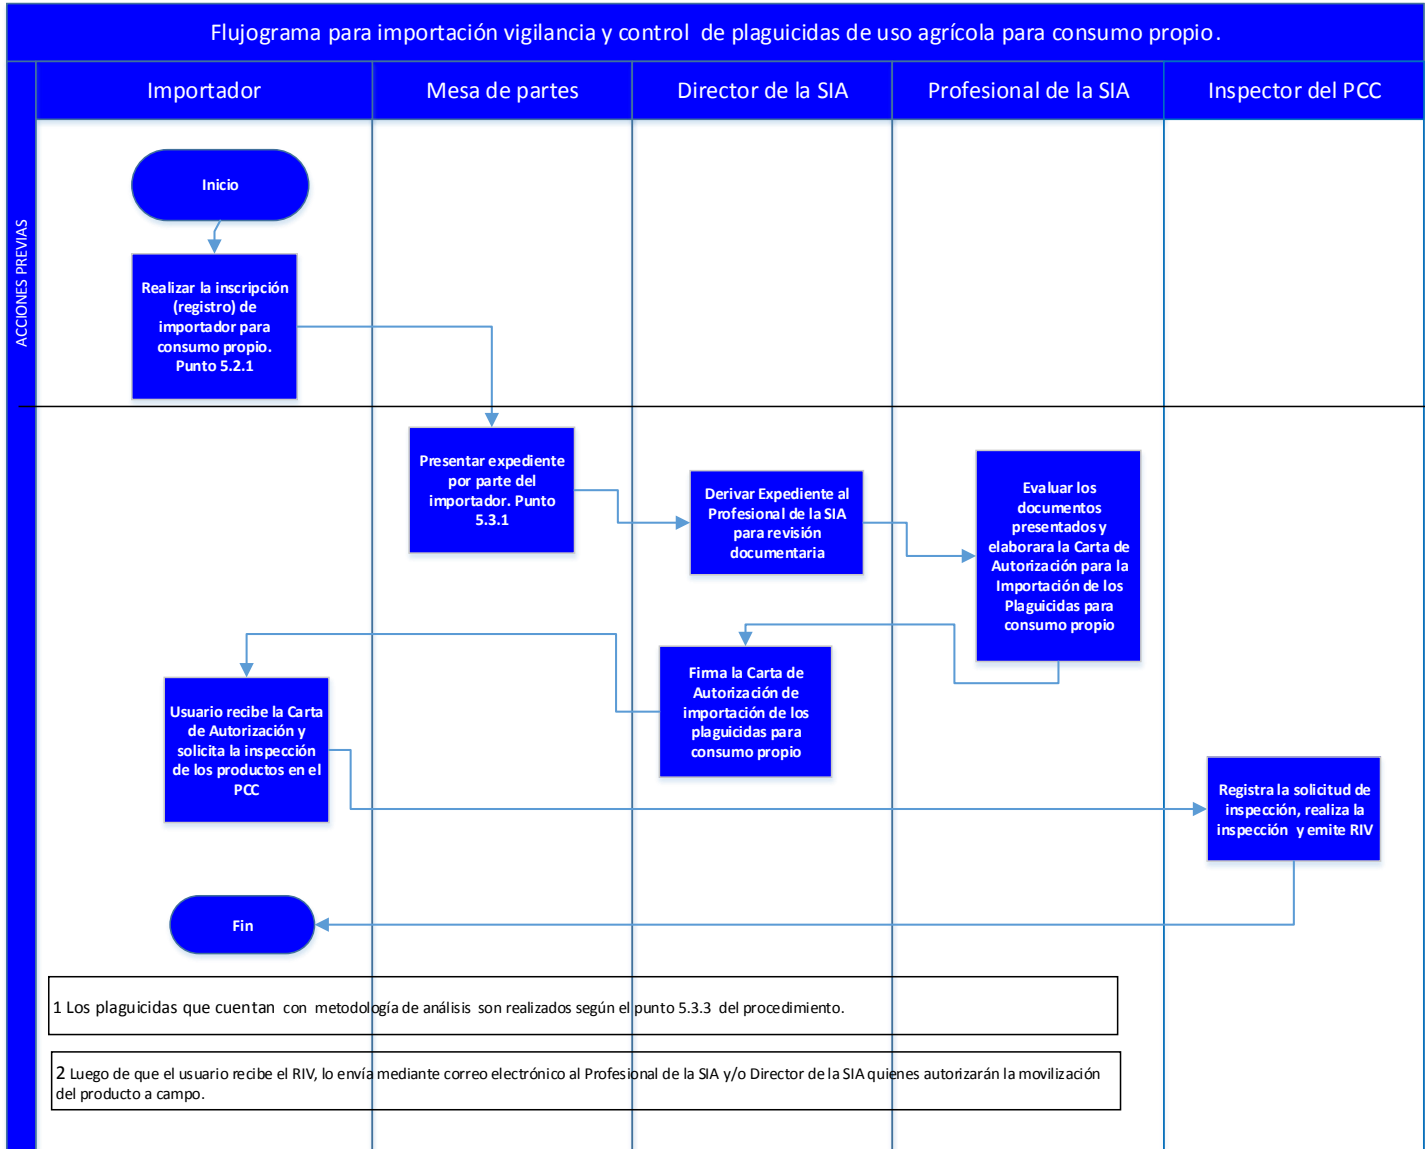 Flujograma para importación vigilancia y control de plaguicidas de uso agrícola para consumo propio.
Importador
Mesa de partes
Director de la SIA
Profesional de la SIA
Inspector del PCC
ACCIONES PREVIAS
Inicio
Realizar la inscripción
(registro) de
importador para
consumo propio.
Punto 5.2.1
Presentar expediente
por parte del
importador. Punto
5.3.1
Derivar Expediente al
Profesional de la SIA
para revisión
documentaria
Evaluar los
documentos
presentados y
elaborara la Carta de
Autorización para la
Importación de los
Plaguicidas para
consumo propio
Firma la Carta de
Autorización de
importación de los
plaguicidas para
consumo propio
Usuario recibe la Carta
de Autorización y
solicita la inspección
de los productos en el
PCC
Registra la solicitud de
inspección, realiza la
inspección y emite RIV
Fin
1 Los plaguicidas que cuentan con metodología de análisis son realizados según el punto 5.3.3 del procedimiento.
2 Luego de que el usuario recibe el RIV, lo envía mediante correo electrónico al Profesional de la SIA y/o Director de la SIA quienes autorizarán la movilización
del producto a campo.